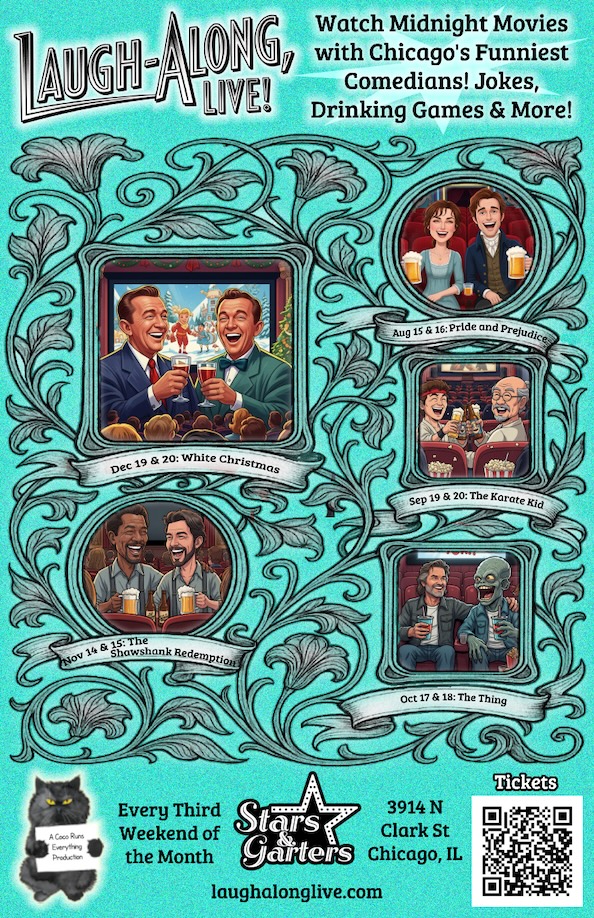 LAUGH-ALONG,
LIVE!
Watch Midnight Movies
with Chicago's Funniest
Comedians! Jokes,
Drinking Games & More!
Aug 15 & 16: Pride and Prejudice
Dec 19 & 20: White Christmas
Sep 19 & 20: The Karate Kid
Nov 14 & 15: The
Shawshank Redemption
Oct 17 & 18: The Thing
A Coco Runs
Everything
Production
Every Third
Weekend of
the Month
Stars
&
Garters
3914 N
Clark St
Chicago, IL
Tickets
laughalonglive.com